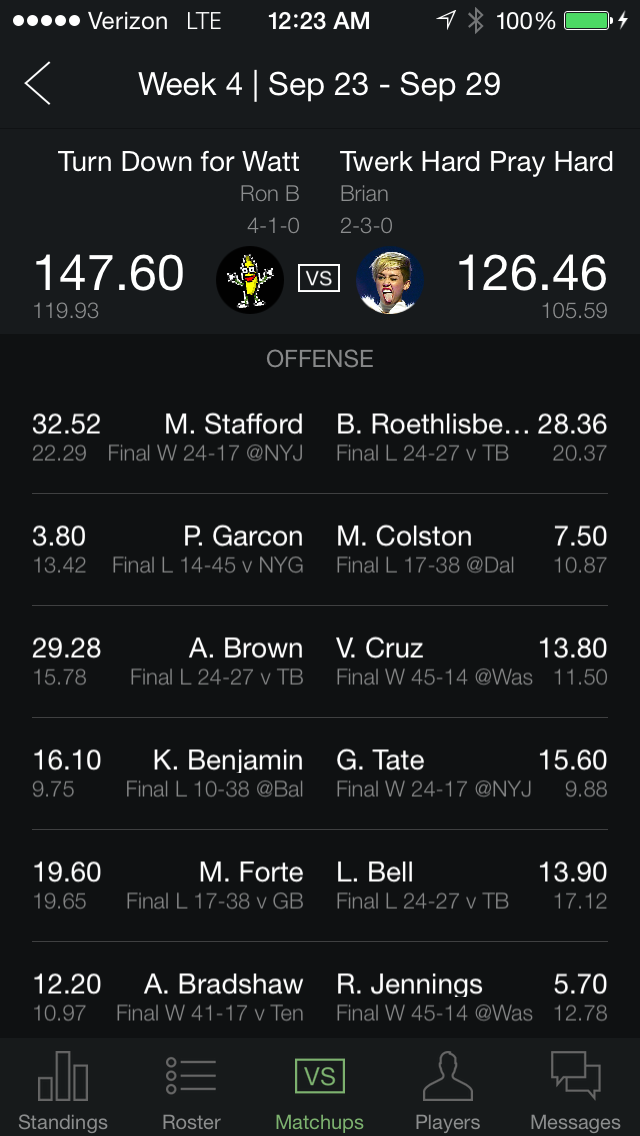 Verizon LTE 12:23 AM 100%
Week 4 | Sep 23 - Sep 29
Turn Down for Watt Twerk Hard Pray Hard
Ron B Brian
4-1-0 2-3-0
147.60 VS 126.46
119.93 105.59
OFFENSE
32.52 M. Stafford B. Roethlisbe... 28.36
22.29 Final W 24-17 @NYJ Final L 24-27 v TB 20.37
3.80 P. Garcon M. Colston 7.50
13.42 Final L 14-45 v NYG Final L 17-38 @Dal 10.87
29.28 A. Brown V. Cruz 13.80
15.78 Final L 24-27 v TB Final W 45-14 @Was 11.50
16.10 K. Benjamin G. Tate 15.60
9.75 Final L 10-38 @Bal Final W 24-17 @NYJ 9.88
19.60 M. Forte L. Bell 13.90
19.65 Final L 17-38 v GB Final L 24-27 v TB 17.12
12.20 A. Bradshaw R. Jennings 5.70
10.97 Final W 41-17 v Ten Final W 45-14 @Was 12.78
VS
Standings Roster Matchups Players Messages